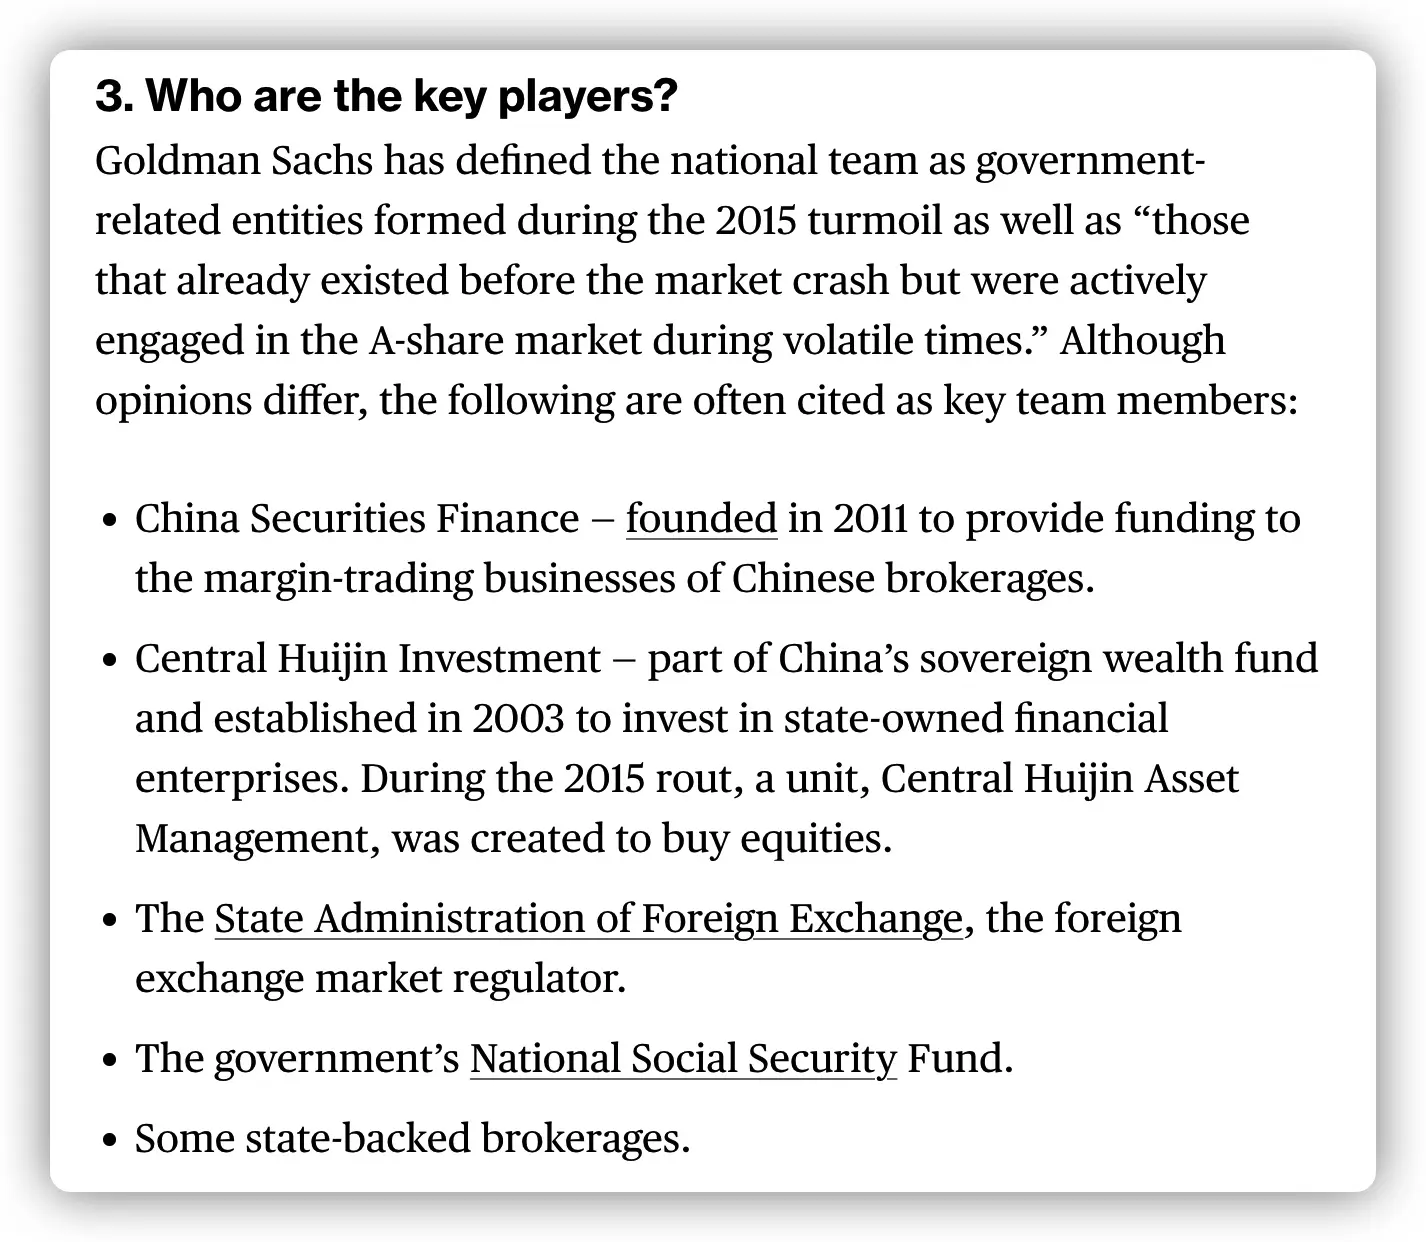 3. Who are the key players?
Goldman Sachs has defined the national team as government-
related entities formed during the 2015 turmoil as well as “those
that already existed before the market crash but were actively
engaged in the A-share market during volatile times.” Although
opinions differ, the following are often cited as key team members:
• China Securities Finance – founded in 2011 to provide funding to
the margin-trading businesses of Chinese brokerages.
• Central Huijin Investment – part of China’s sovereign wealth fund
and established in 2003 to invest in state-owned financial
enterprises. During the 2015 rout, a unit, Central Huijin Asset
Management, was created to buy equities.
• The State Administration of Foreign Exchange, the foreign
exchange market regulator.
• The government’s National Social Security Fund.
• Some state-backed brokerages.